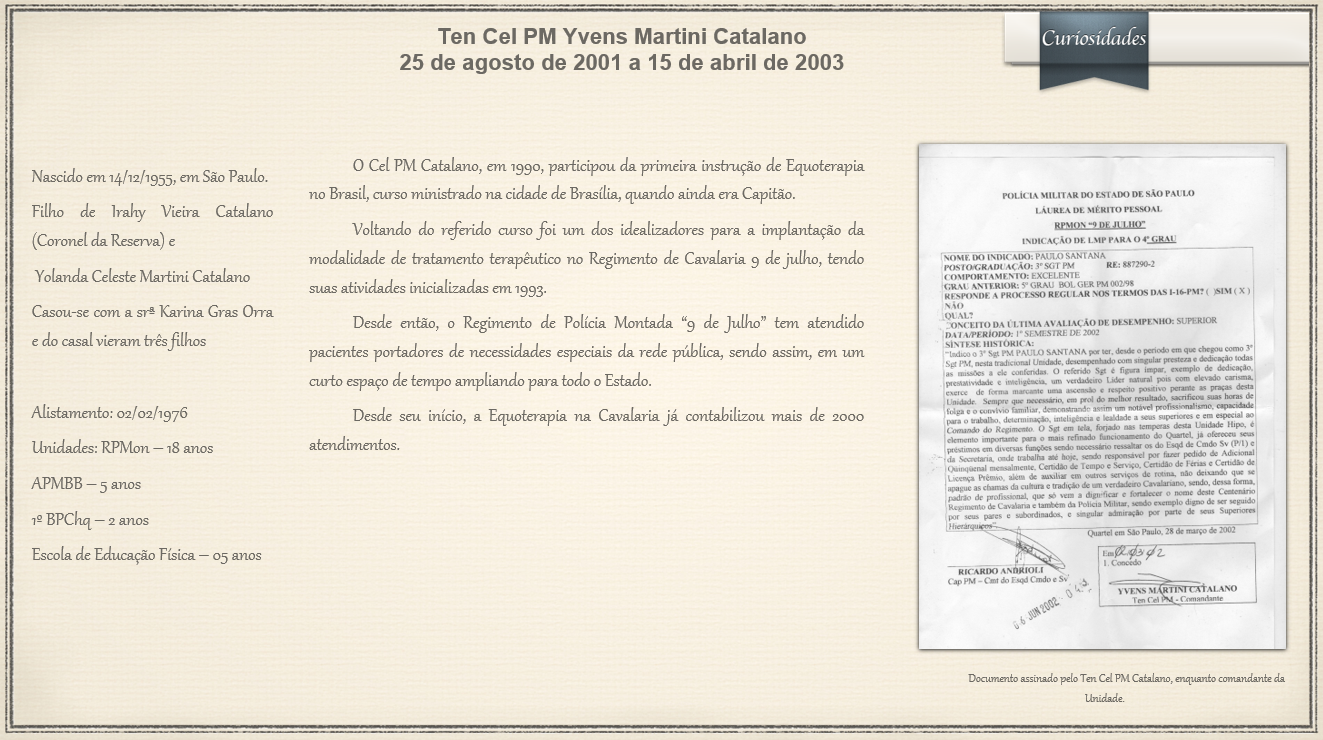 Ten Cel PM Yvens Martini Catalano
25 de agosto de 2001 a 15 de abril de 2003
Curiosidades
Nascido em 14/12/1955, em São Paulo.
Filho de Irahy Vieira Catalano
(Coronel da Reserva) e
Yolanda Celeste Martini Catalano
Casou-se com a srª Karina Gras Orra
e do casal vieram três filhos
Alistamento: 02/02/1976
Unidades: RPMon – 18 anos
APMBB – 5 anos
1º BPChq – 2 anos
Escola de Educação Física – 05 anos
O Cel PM Catalano, em 1990, participou da primeira instrução de Equoterapia
no Brasil, curso ministrado na cidade de Brasília, quando ainda era Capitão.
Voltando do referido curso foi um dos idealizadores para a implantação da
modalidade de tratamento terapêutico no Regimento de Cavalaria 9 de julho, tendo
suas atividades inicializadas em 1993.
Desde então, o Regimento de Polícia Montada “9 de Julho” tem atendido
pacientes portadores de necessidades especiais da rede pública, sendo assim, em um
curto espaço de tempo ampliando para todo o Estado.
Desde seu início, a Equoterapia na Cavalaria já contabilizou mais de 2000
atendimentos.
POLÍCIA MILITAR DO ESTADO DE SÃO PAULO
LÁUREA DE MÉRITO PESSOAL
RPMON “9 DE JULHO”
INDICAÇÃO DE LMP PARA O 4º GRAU
NOME DO INDICADO: PAULO SANTANA
POSTO/GRADUAÇÃO: 3º SGT PM RE: 887290-2
COMPORTAMENTO: EXCELENTE
GRAU ANTERIOR: 5º GRAU BOL GER PM 002/98
RESPONDE A PROCESSO REGULAR NOS TERMOS DAS I-16-PM? ( )SIM ( X )
NÃO
QUAL?
CONCEITO DA ÚLTIMA AVALIAÇÃO DE DESEMPENHO: SUPERIOR
DATA/PERÍODO: 1º SEMESTRE DE 2002
SÍNTESE HISTÓRICA:
“Indico o 3º Sgt PM PAULO SANTANA por ter, desde o período em que chegou como 3º
Sgt PM, nesta tradicional Unidade, desempenhado com singular presteza e dedicação todas
as missões a ele conferidas. O referido Sgt é figura impar, exemplo de dedicação,
prestatividade e inteligência, um verdadeiro Líder natural pois com elevado carisma,
exerce de forma marcante uma ascensão e respeito positivo perante as praças desta
Unidade. Sempre que necessário, em prol do melhor resultado, sacrificou suas horas de
folga e o convívio familiar, demonstrando assim um notável profissionalismo, capacidade
para o trabalho, determinação, inteligência e lealdade a seus superiores e em especial ao
Comando do Regimento. O Sgt em tela, forjado nas temperas desta Unidade Hipo, é
elemento importante para o mais refinado funcionamento do Quartel, já ofereceu seus
préstimos em diversas funções sendo necessário ressaltar os do Esqd de Cmdo Sv (P/1) e
da Secretaria, onde trabalha até hoje, sendo responsável por fazer pedido de Adicional
Quinqüenal mensalmente, Certidão de Tempo e Serviço, Certidão de Férias e Certidão de
Licença Prêmio, além de auxiliar em outros serviços de rotina, não deixando que se
apague as chamas da cultura e tradição de um verdadeiro Cavalariano, sendo, dessa forma,
padrão de profissional, que só vem a dignificar e fortalecer o nome deste Centenário
Regimento de Cavalaria e também da Polícia Militar, sendo exemplo digno de ser seguido
por seus pares e subordinados, e singular admiração por parte de seus Superiores
Hierárquicos”.
Quartel em São Paulo, 28 de março de 2002
RICARDO ANDRIOLI
Cap PM – Cmt do Esqd Cmdo e Sv
Em
1. Concedo
YVENS MARTINI CATALANO
Ten Cel PM - Comandante
06 JUN 2002
Documento assinado pelo Ten Cel PM Catalano, enquanto comandante da
Unidade.